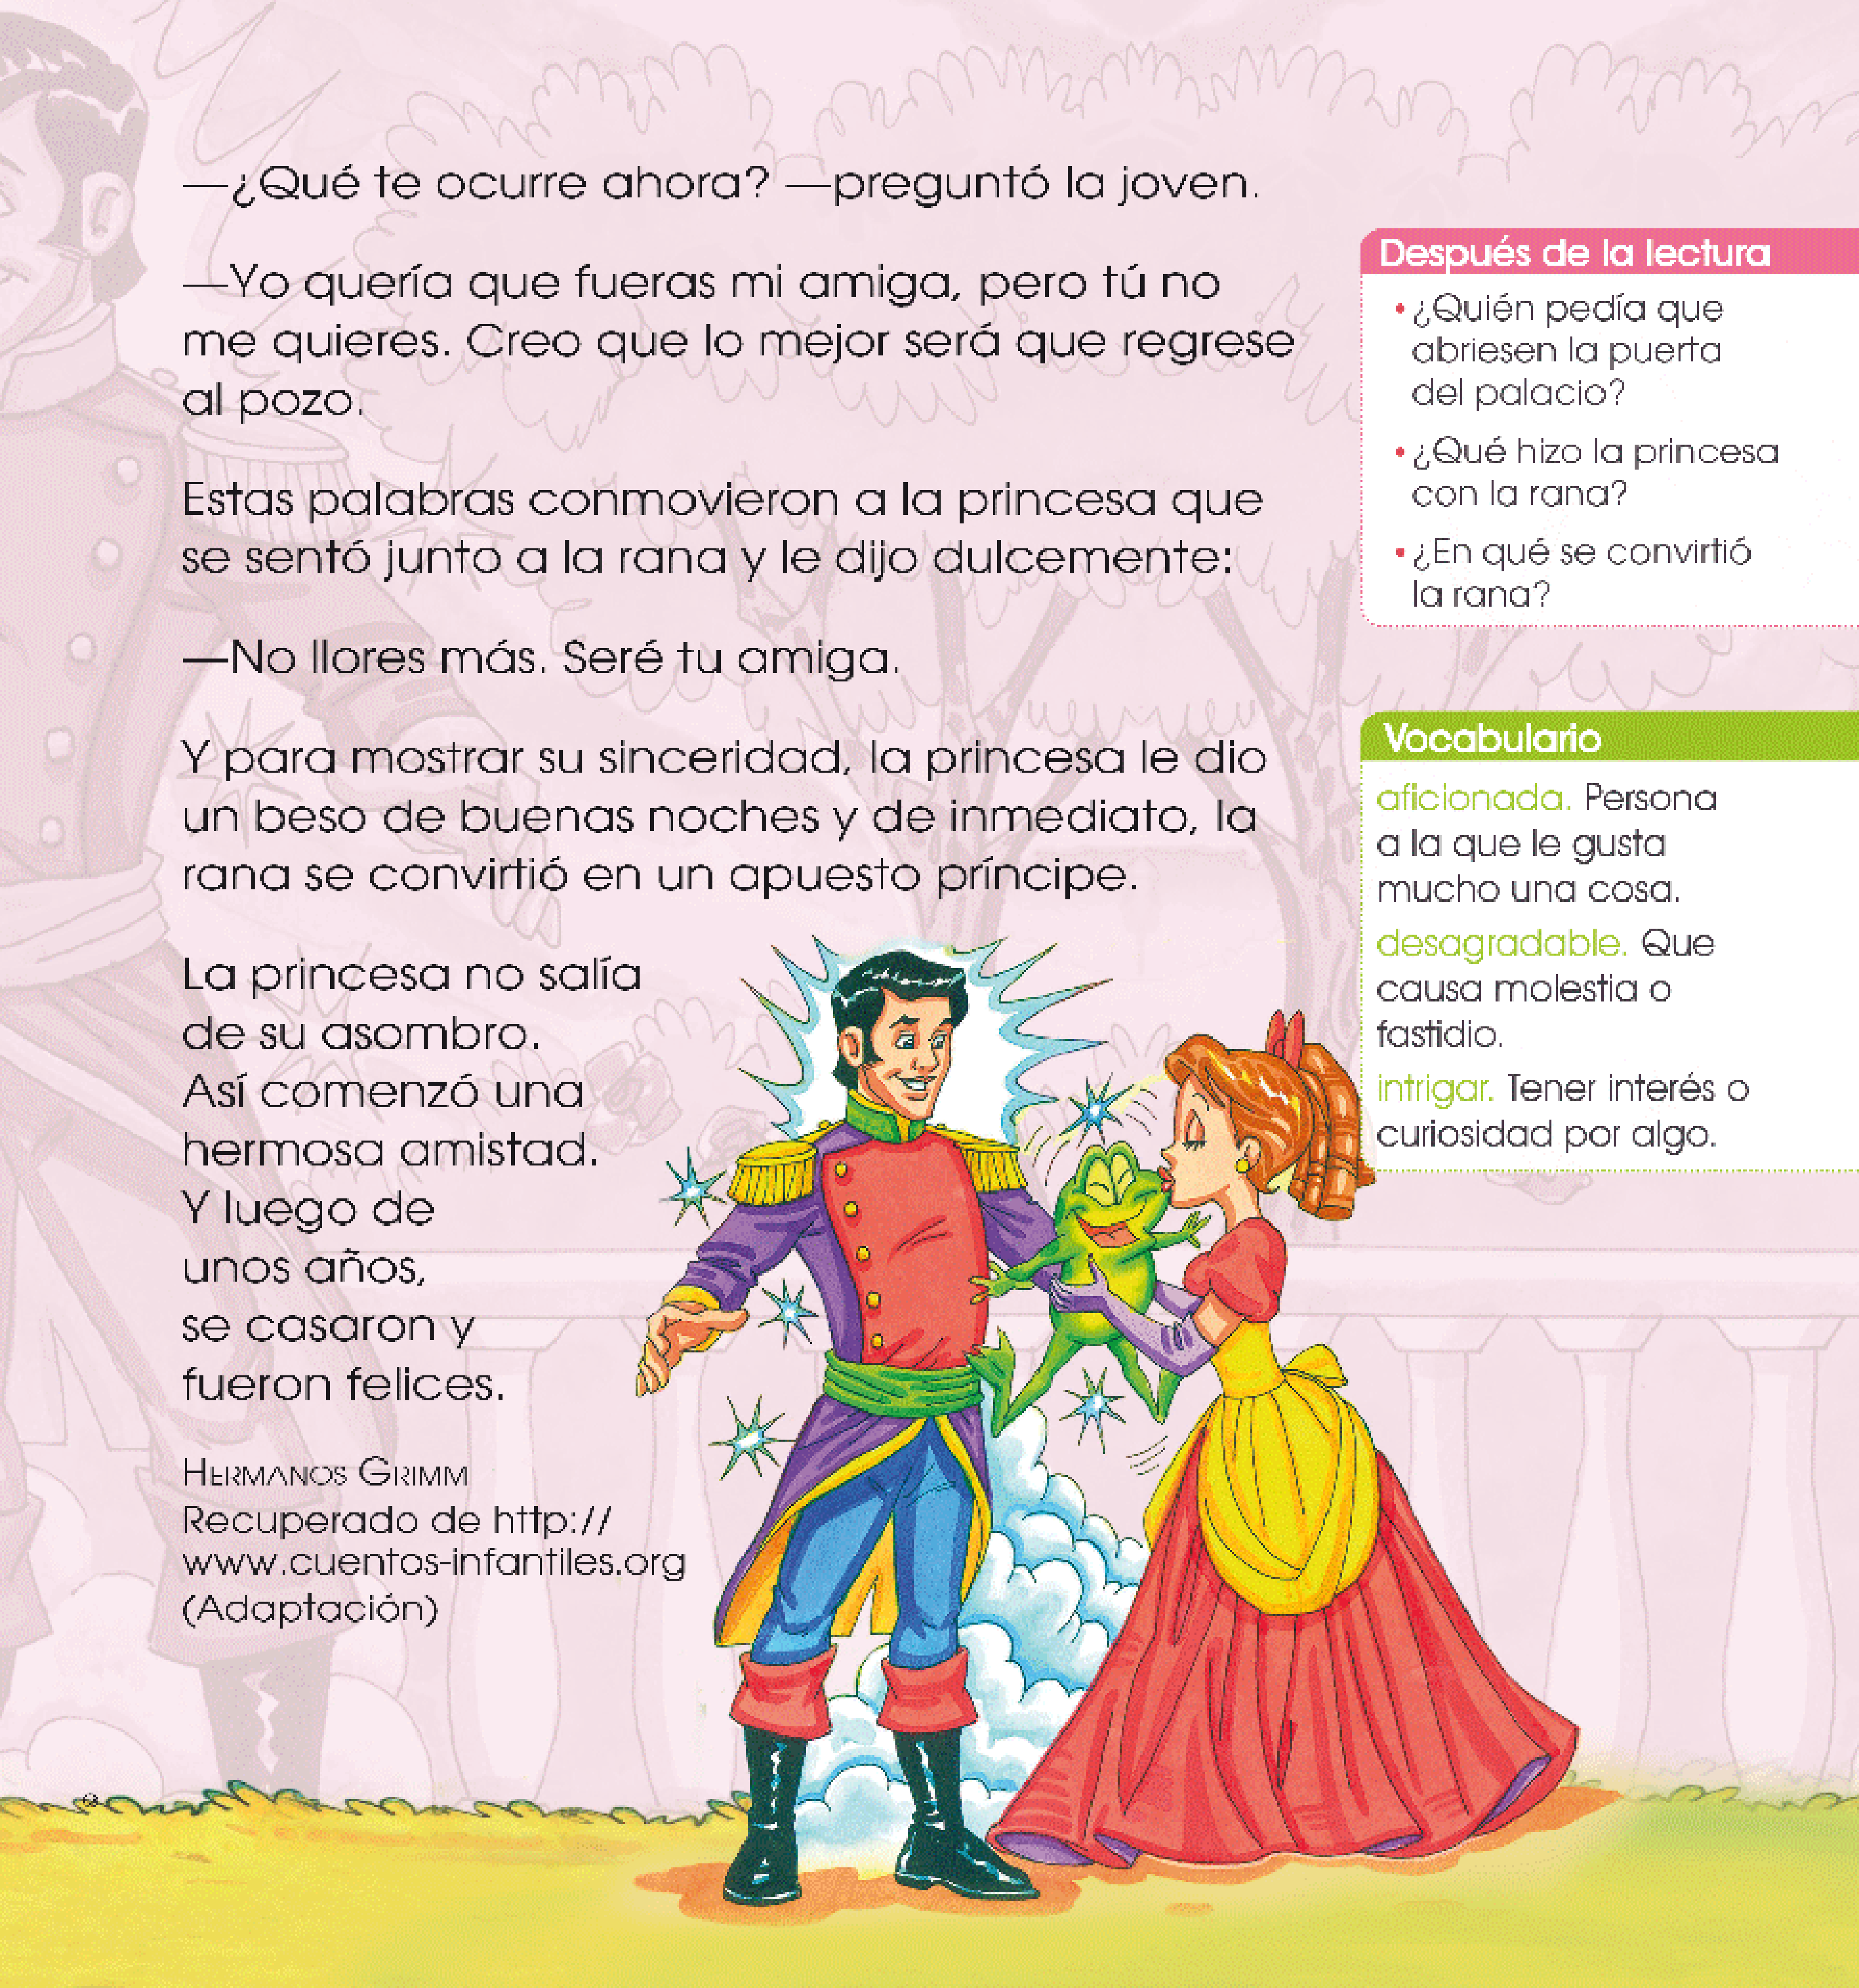 —¿Qué te ocurre ahora? —preguntó la joven.
—Yo quería que fueras mi amiga, pero tú no
me quieres. Creo que lo mejor será que regrese
al pozo.
Estas palabras conmovieron a la princesa que
se sentó junto a la rana y le dijo dulcemente:
—No llores más. Seré tu amiga.
Y para mostrar su sinceridad, la princesa le dio
un beso de buenas noches y de inmediato, la
rana se convirtió en un apuesto príncipe.
La princesa no salía
de su asombro.
Así comenzó una
hermosa amistad.
Y luego de
unos años,
se casaron y
fueron felices.
HERMANOS GRIMM
Recuperado de http://
www.cuentos-infantiles.org
(Adaptación)
Después de la lectura
• ¿Quién pedía que
abriesen la puerta
del palacio?
• ¿Qué hizo la princesa
con la rana?
• ¿En qué se convirtió
la rana?
Vocabulario
aficionada. Persona
a la que le gusta
mucho una cosa.
desagradable. Que
causa molestia o
fastidio.
intrigar. Tener interés o
curiosidad por algo.